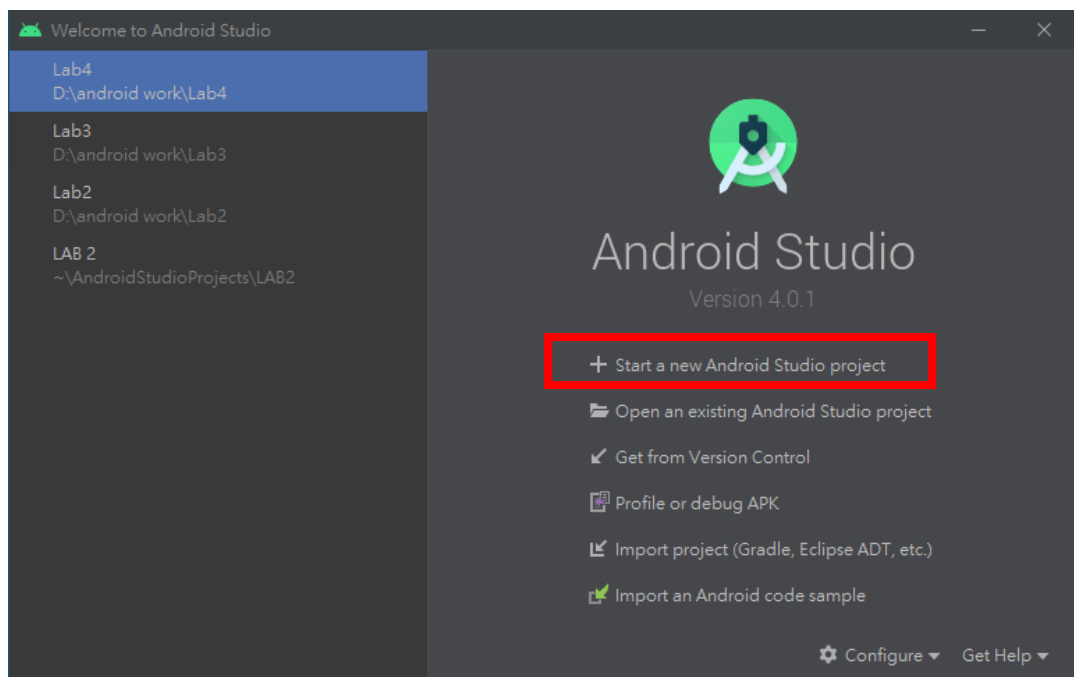 Welcome to Android Studio
Lab4
D:\android work\Lab4
Lab3
D:\android work\Lab3
Lab2
D:\android work\Lab2
LAB 2
~\AndroidStudioProjects\LAB2
Android Studio
Version 4.0.1
Start a new Android Studio project
Open an existing Android Studio project
Get from Version Control
Profile or debug APK
Import project (Gradle, Eclipse ADT, etc.)
Import an Android code sample
Configure Get Help